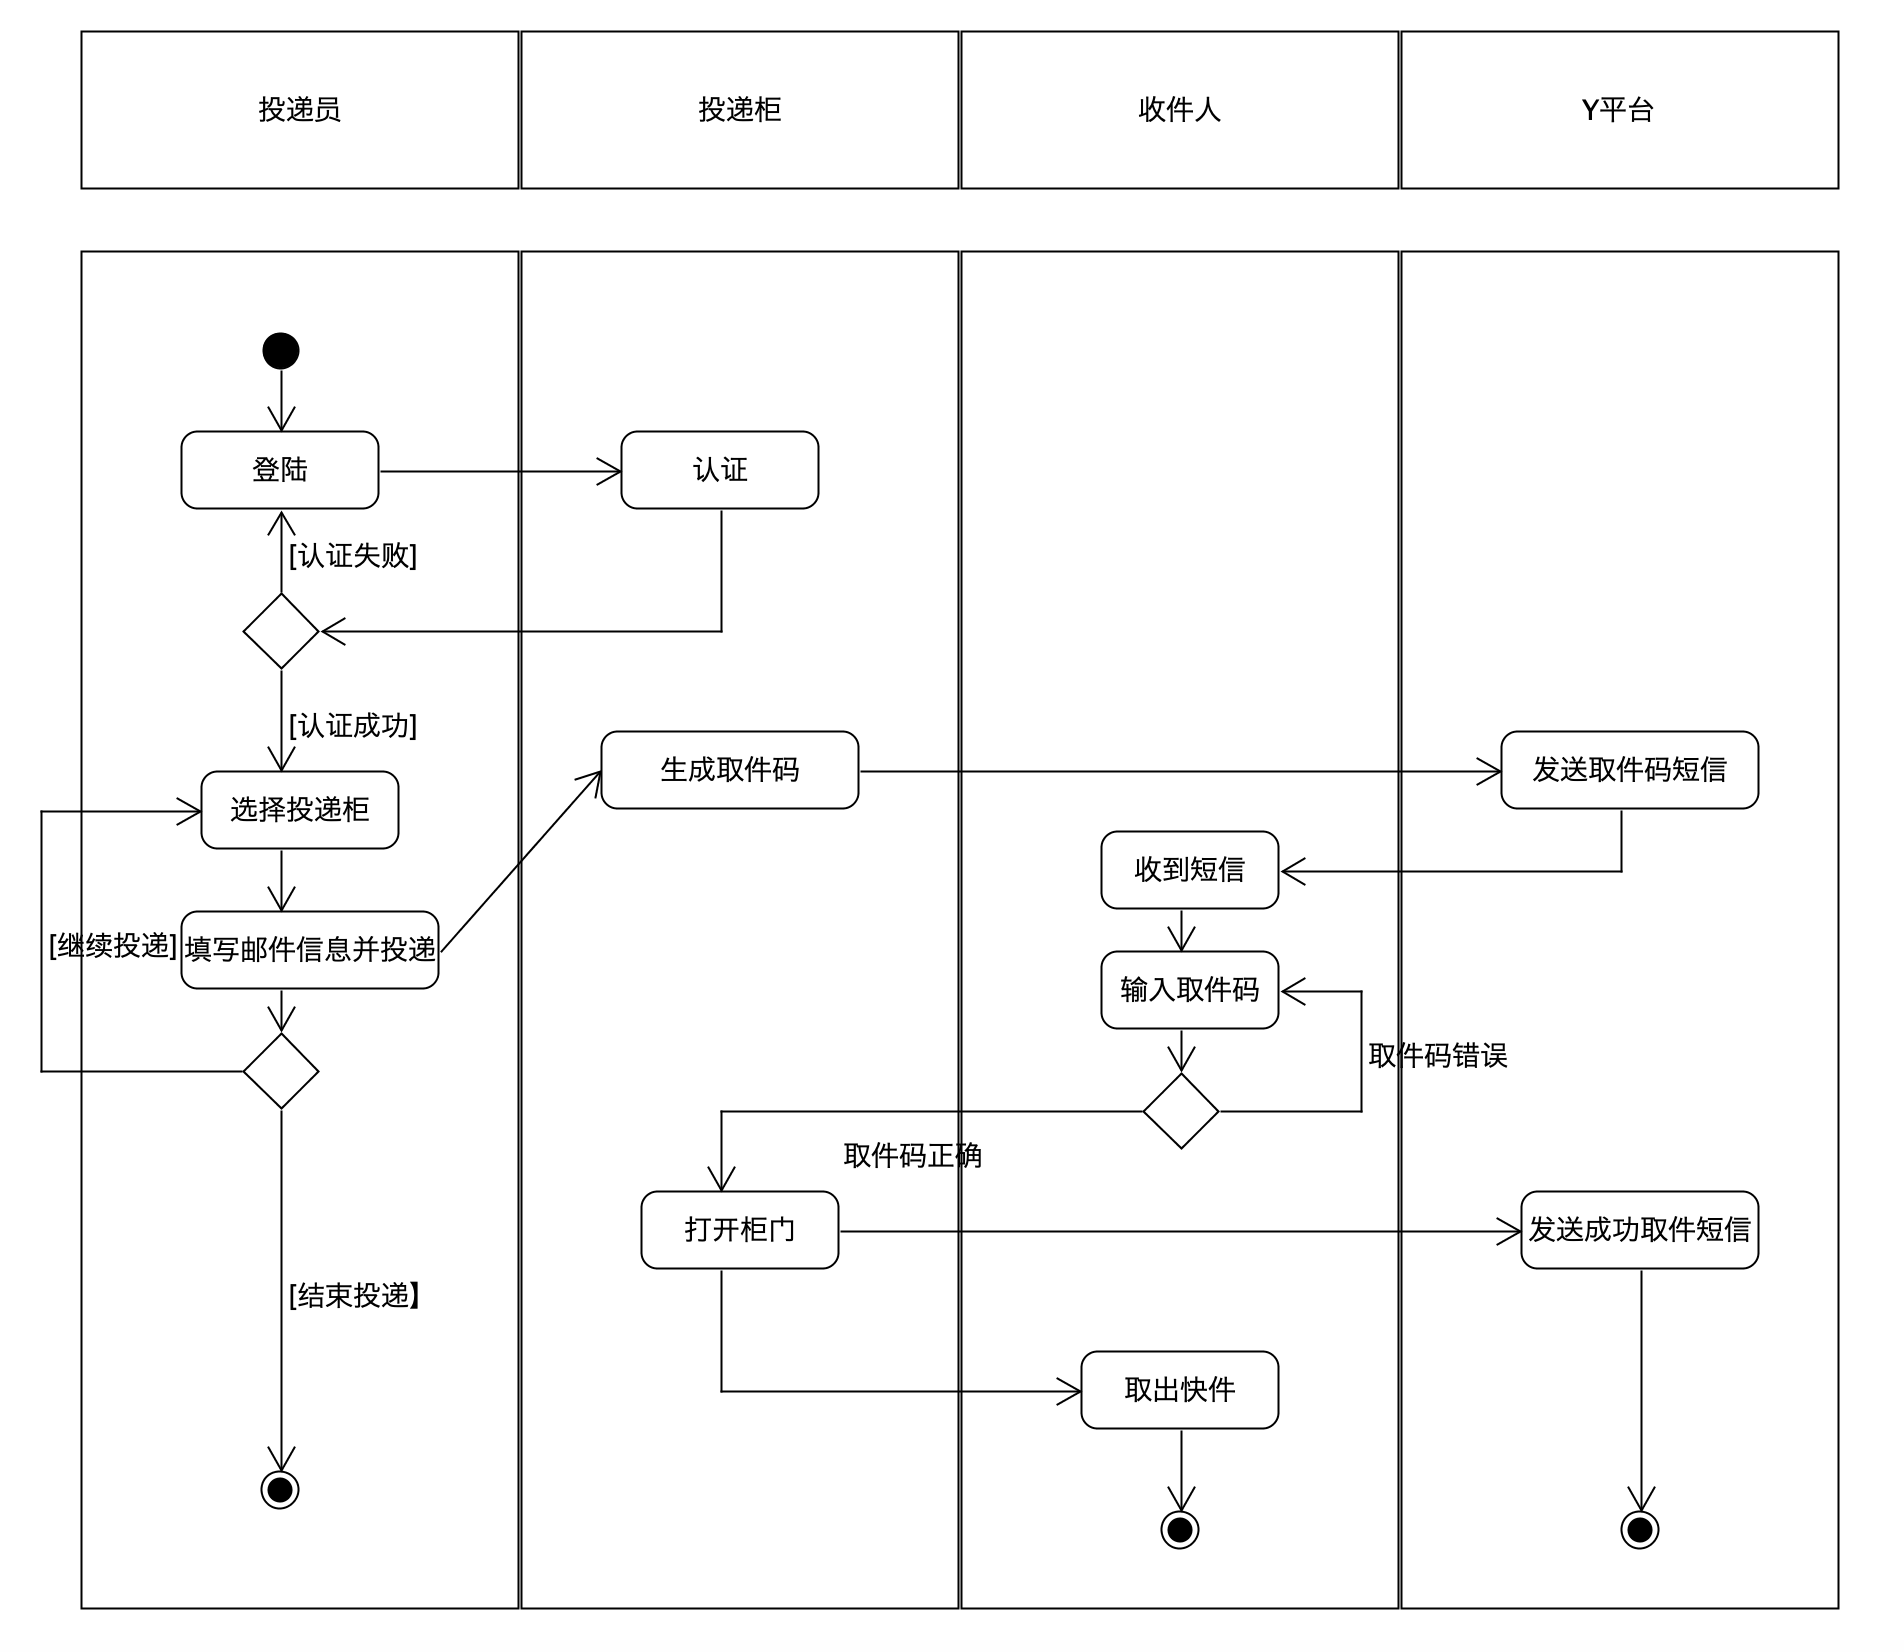 投递员
投递柜
收件人
Y平台
登陆
认证
[认证失败]
[认证成功]
生成取件码
发送取件码短信
选择投递柜
收到短信
[继续投递]
填写邮件信息并投递
输入取件码
取件码错误
取件码正确
打开柜门
发送成功取件短信
[结束投递】
取出快件